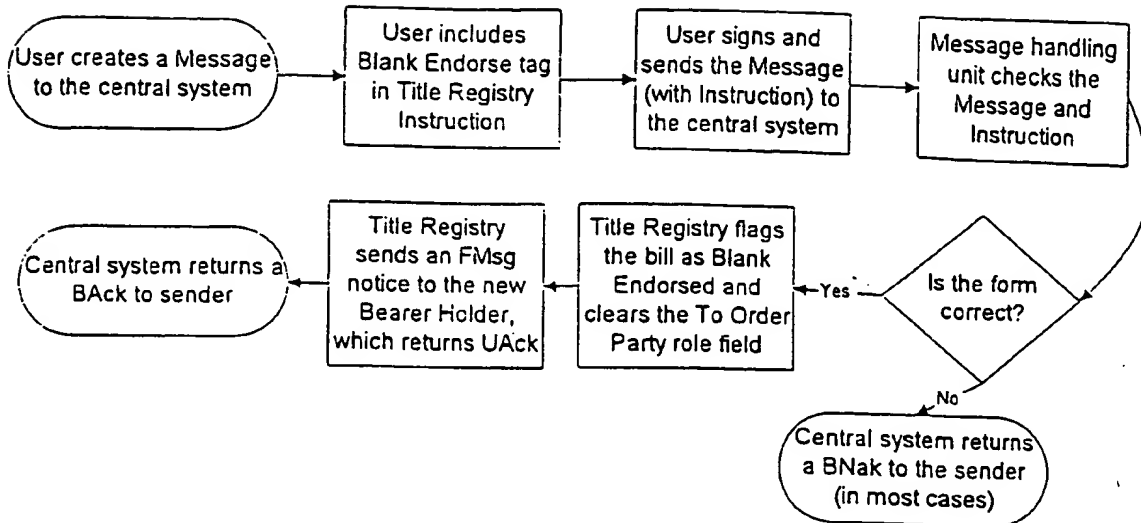 User creates a Message
to the central system
User includes
Blank Endorse tag
in Title Registry
Instruction
User signs and
sends the Message
(with Instruction) to
the central system
Message handling
unit checks the
Message and
Instruction
Is the form
correct?
Yes
Title Registry flags
the bill as Blank
Endorsed and
clears the To Order
Party role field
Title Registry
sends an FMsg
notice to the new
Bearer Holder,
which returns UAck
Central system returns a
BAck to sender
No
Central system returns
a BNak to the sender
(in most cases)